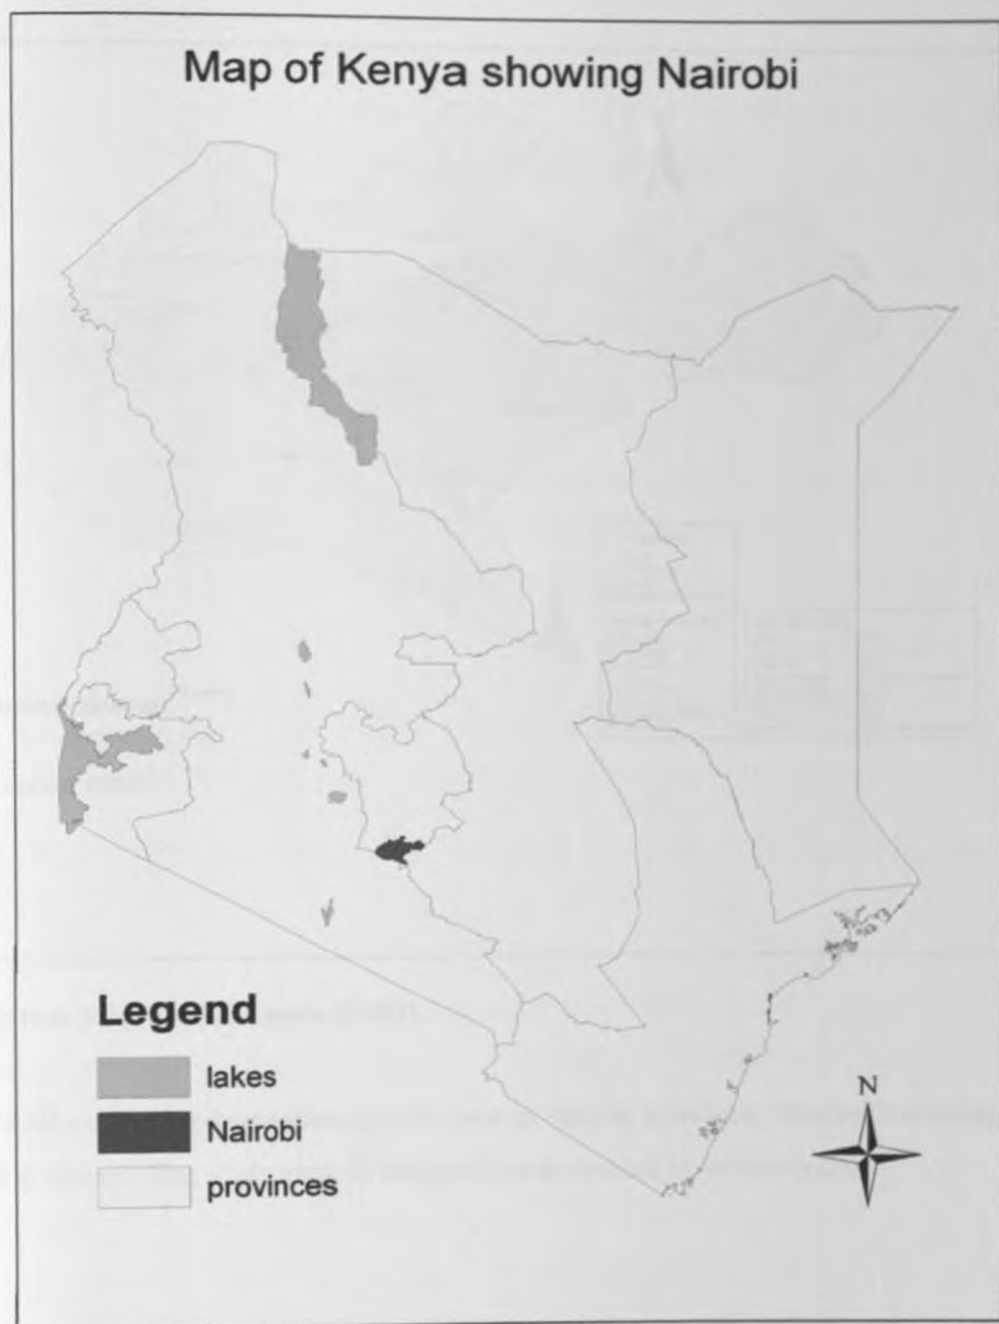 Map of Kenya showing Nairobi
Legend
lakes
Nairobi
provinces
N